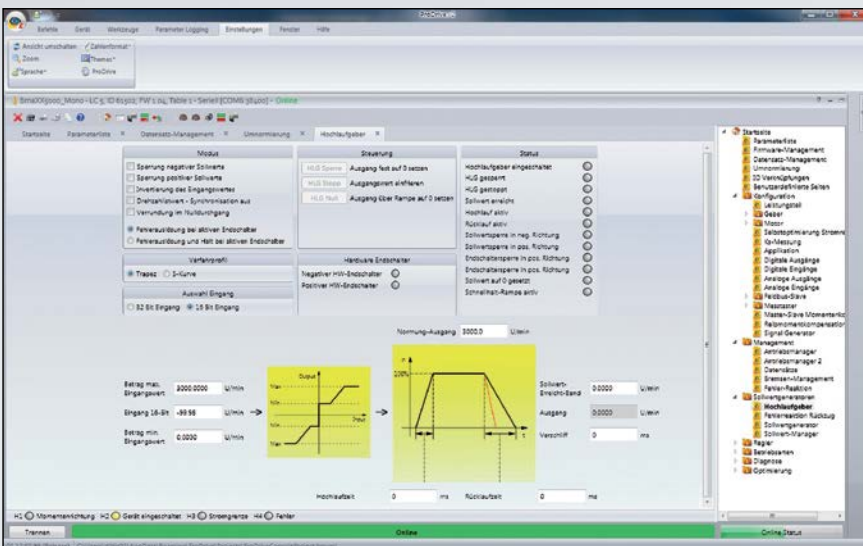 ProDrive
Befehle Gerät Werkzeuge Parameter Logging Einstellungen Fenster Hilfe
Ansicht umschalten Zahlenformat
Zoom Themes
Sprache ProDrive
Online
Startseite Parameterliste Datensatz-Management Umnormierung Hochlaufgeber
Modus
Sperrung negativer Sollwerte
Sperrung positiver Sollwerte
Invertierung des Eingangswertes
Drehzahlistwert - Synchronisation aus
Verrundung im Nulldurchgang
Fehlerauslösung bei aktiven Endschalter
Fehlerauslösung und Halt bei aktiven Endschalter
Verfahrprofil
Trapez S-Kurve
Auswahl Eingang
32 Bit Eingang 16 Bit Eingang
Steuerung
HLG Sperre Ausgang fest auf 0 setzen
HLG Stopp Ausgangswert einfrieren
HLG Null Ausgang über Rampe auf 0 setzen
Hardware Endschalter
Negativer HW-Endschalter
Positiver HW-Endschalter
Status
Hochlaufgeber eingeschaltet
HLG gesperrt
HLG gestoppt
Sollwert erreicht
Hochlauf aktiv
Rücklauf aktiv
Sollwertsperre in neg. Richtung
Sollwertsperre in pos. Richtung
Endschaltersperre in pos. Richtung
Endschaltersperre in pos. Richtung
Sollwert auf 0 gesetzt
Schnellhalt-Rampe aktiv
Normung-Ausgang 3000,0 U/min
Betrag max. Eingangswert 3000,0000 U/min
Eingang 16-Bit -99,98 U/min
Betrag min. Eingangswert 0,0000 U/min
Output
Max
Min
Input
Min
Max
n
100%
t
Sollwert-Erreicht-Band 0,0000 U/min
Ausgang 0,0000 U/min
Verschliff 0 ms
Hochlaufzeit 0 ms Rücklaufzeit 0 ms
Startseite
Parameterliste
Firmware-Management
Datensatz-Management
Umnormierung
Benutzerdefinierte Seiten
Konfiguration
Leistungsteil
Geber
Motor
Selbstoptimierung
Applikation
Digitale Ausgänge
Digitale Eingänge
Analoge Ausgänge
Analoge Eingänge
Feldbus-Slave
Messtaster
Signal Generator
Management
Antriebsmanager
Antriebsmanager 2
Datensätze
Bremsen-Management
Fehler-Reaktion
Sollwertgeneratoren
Hochlaufgeber
Fehlerreaktion Rückzug
Sollwertgenerator
Sollwert-Manager
Regler
Betriebsarten
Diagnose
Optimierung
H1 Momentenrichtung H2 Gerät eingeschaltet H3 Stromgrenze H4 Fehler
Trennen Online Online Status